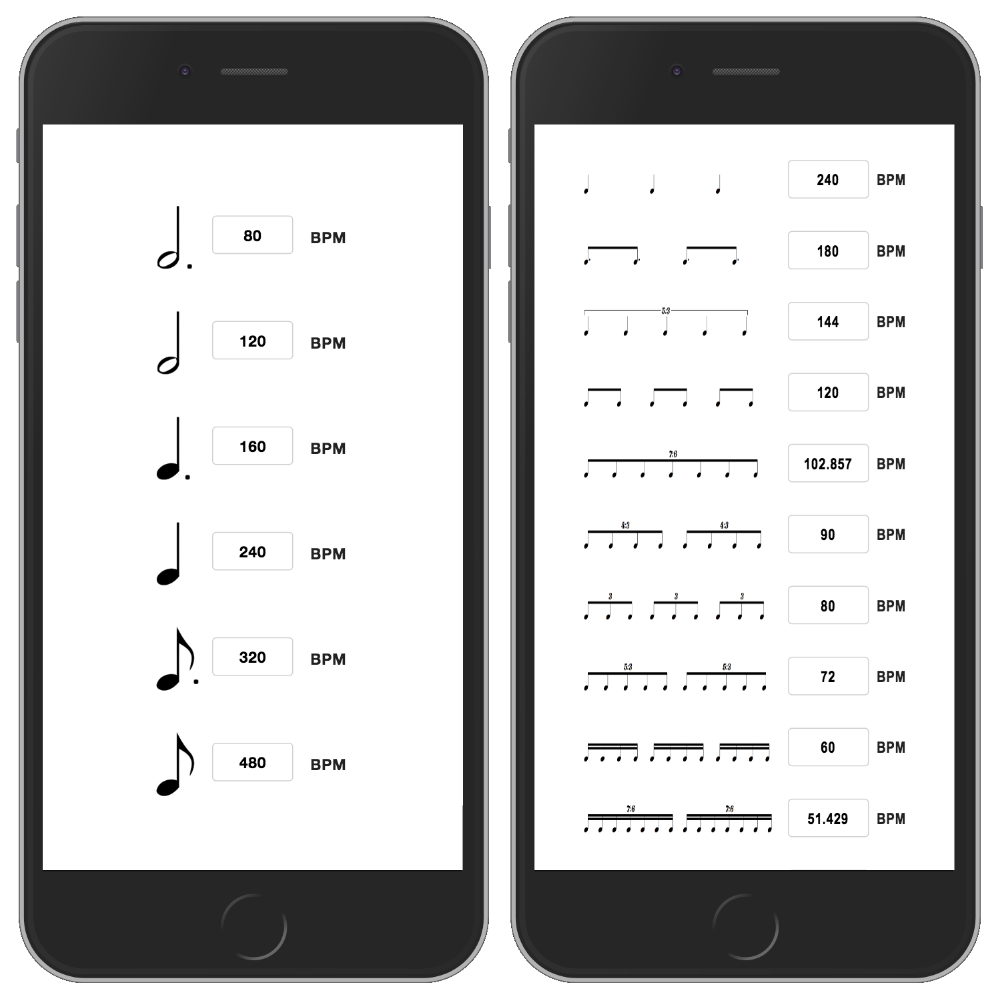 80 BPM
120 BPM
160 BPM
240 BPM
320 BPM
480 BPM
240 BPM
180 BPM
5:3
144 BPM
120 BPM
7:6
102.857 BPM
4:3 4:3
90 BPM
3 3 3
80 BPM
5:3 5:3
72 BPM
60 BPM
7:6 7:6
51.429 BPM